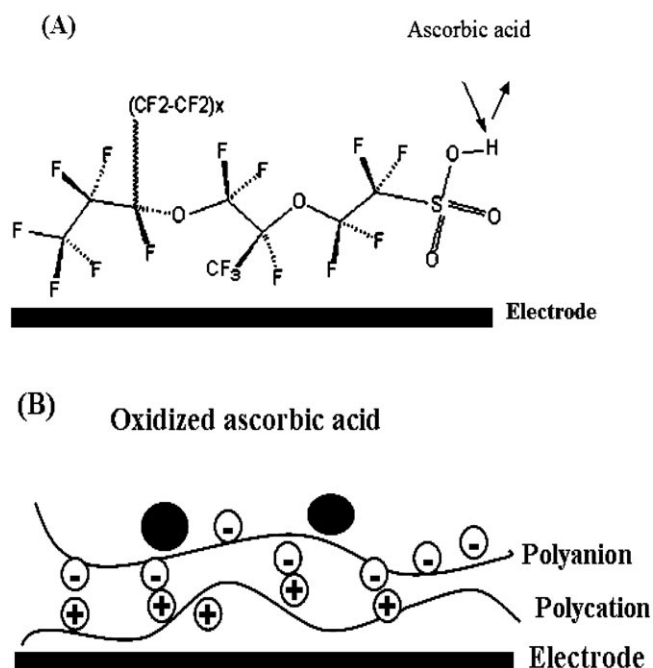 (A)
Ascorbic acid
(CF2-CF2)x
F F F F F F
F F O F O F F O H
F F F CF3 F F F S O
O
Electrode
(B)
Oxidized ascorbic acid
- - - - - - -
+ + + + +
Polyanion
Polycation
Electrode